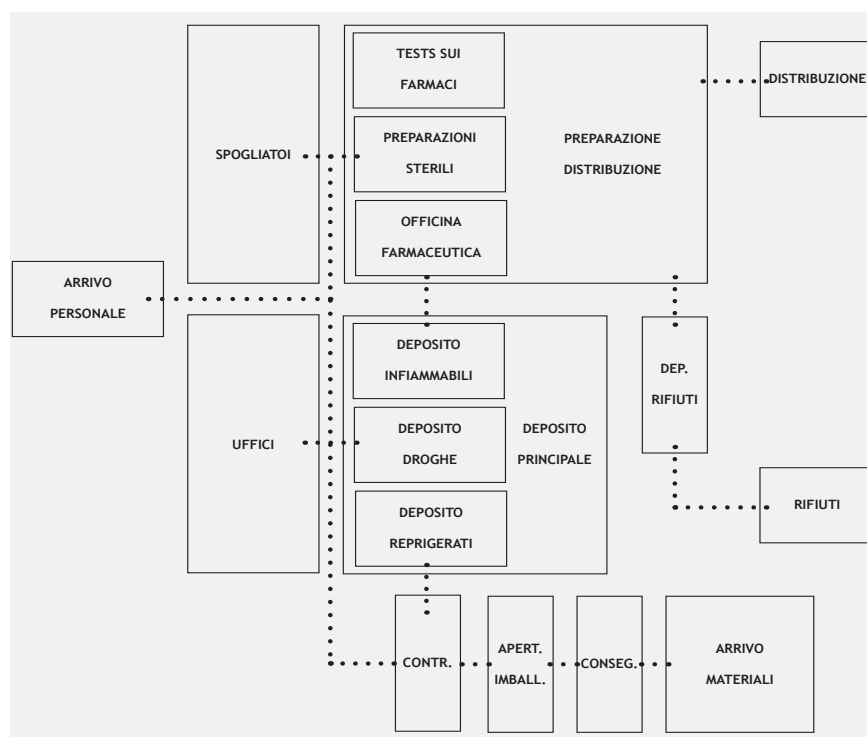 TESTS SUI
FARMACI
DISTRIBUZIONE
SPOGLIATOI
PREPARAZIONI
STERILI
PREPARAZIONE
DISTRIBUZIONE
OFFICINA
FARMACEUTICA
ARRIVO
PERSONALE
DEPOSITO
INFIAMMABILI
DEP.
RIFIUTI
UFFICI
DEPOSITO
DROGHE
DEPOSITO
PRINCIPALE
DEPOSITO
REPRIGERATI
RIFIUTI
CONTR.
APERT.
IMBALL.
CONSEG.
ARRIVO
MATERIALI